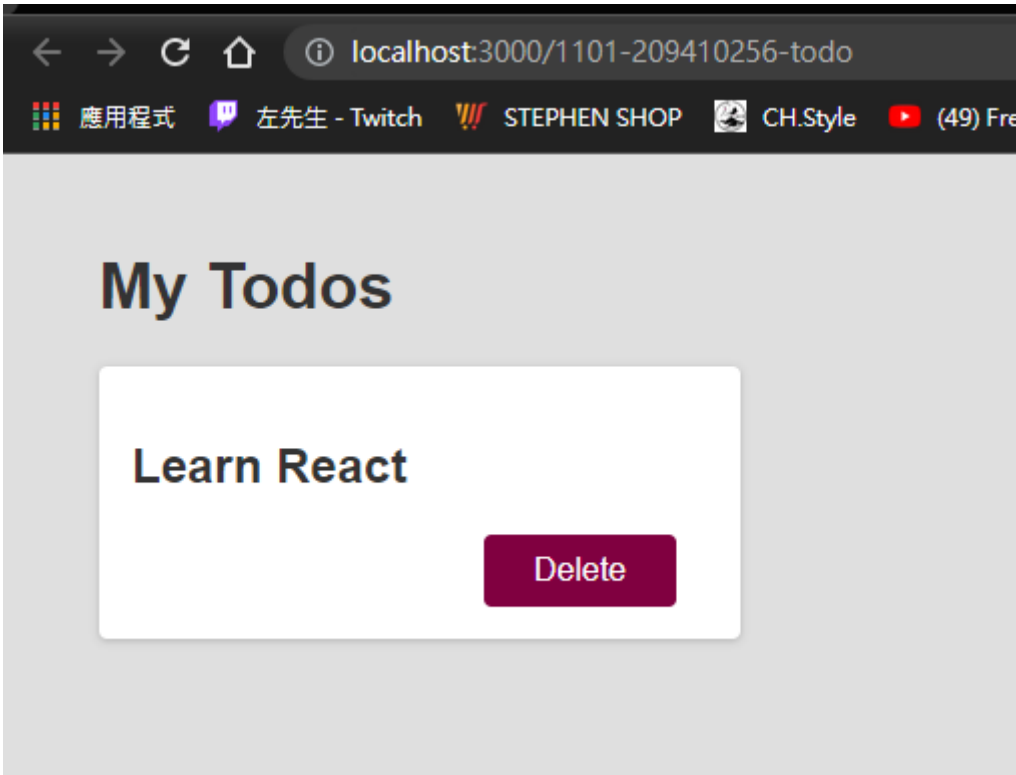 localhost:3000/1101-209410256-todo
應用程式 左先生 - Twitch STEPHEN SHOP CH.Style (49) Fre
My Todos
Learn React
Delete